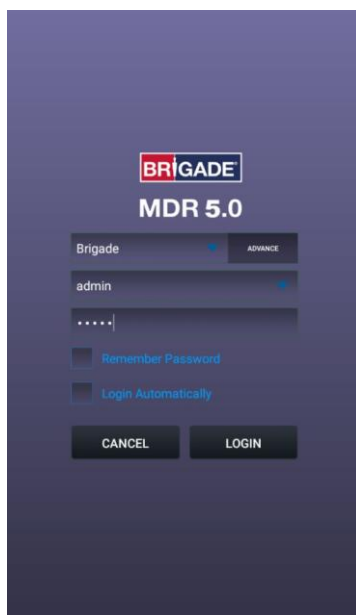 BRIGADE
MDR 5.0
Brigade ADVANCE
admin
•••••
Remember Password
Login Automatically
CANCEL LOGIN